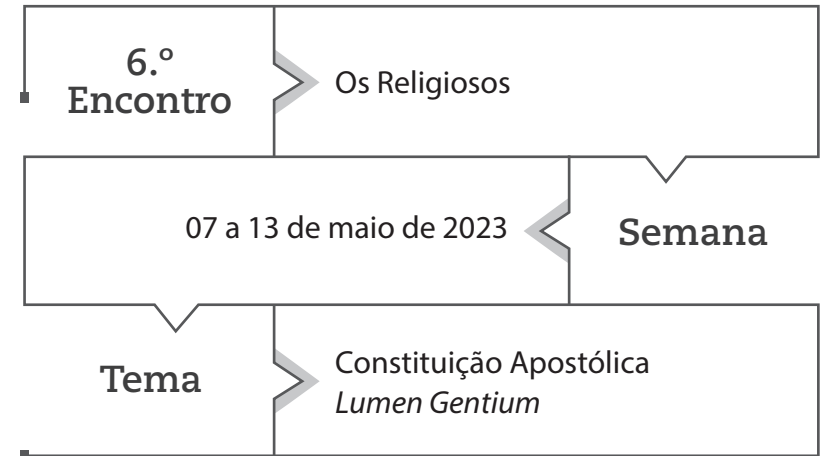 6.º
Encontro
Os Religiosos
07 a 13 de maio de 2023
Semana
Tema
Constituição Apostólica
Lumen Gentium